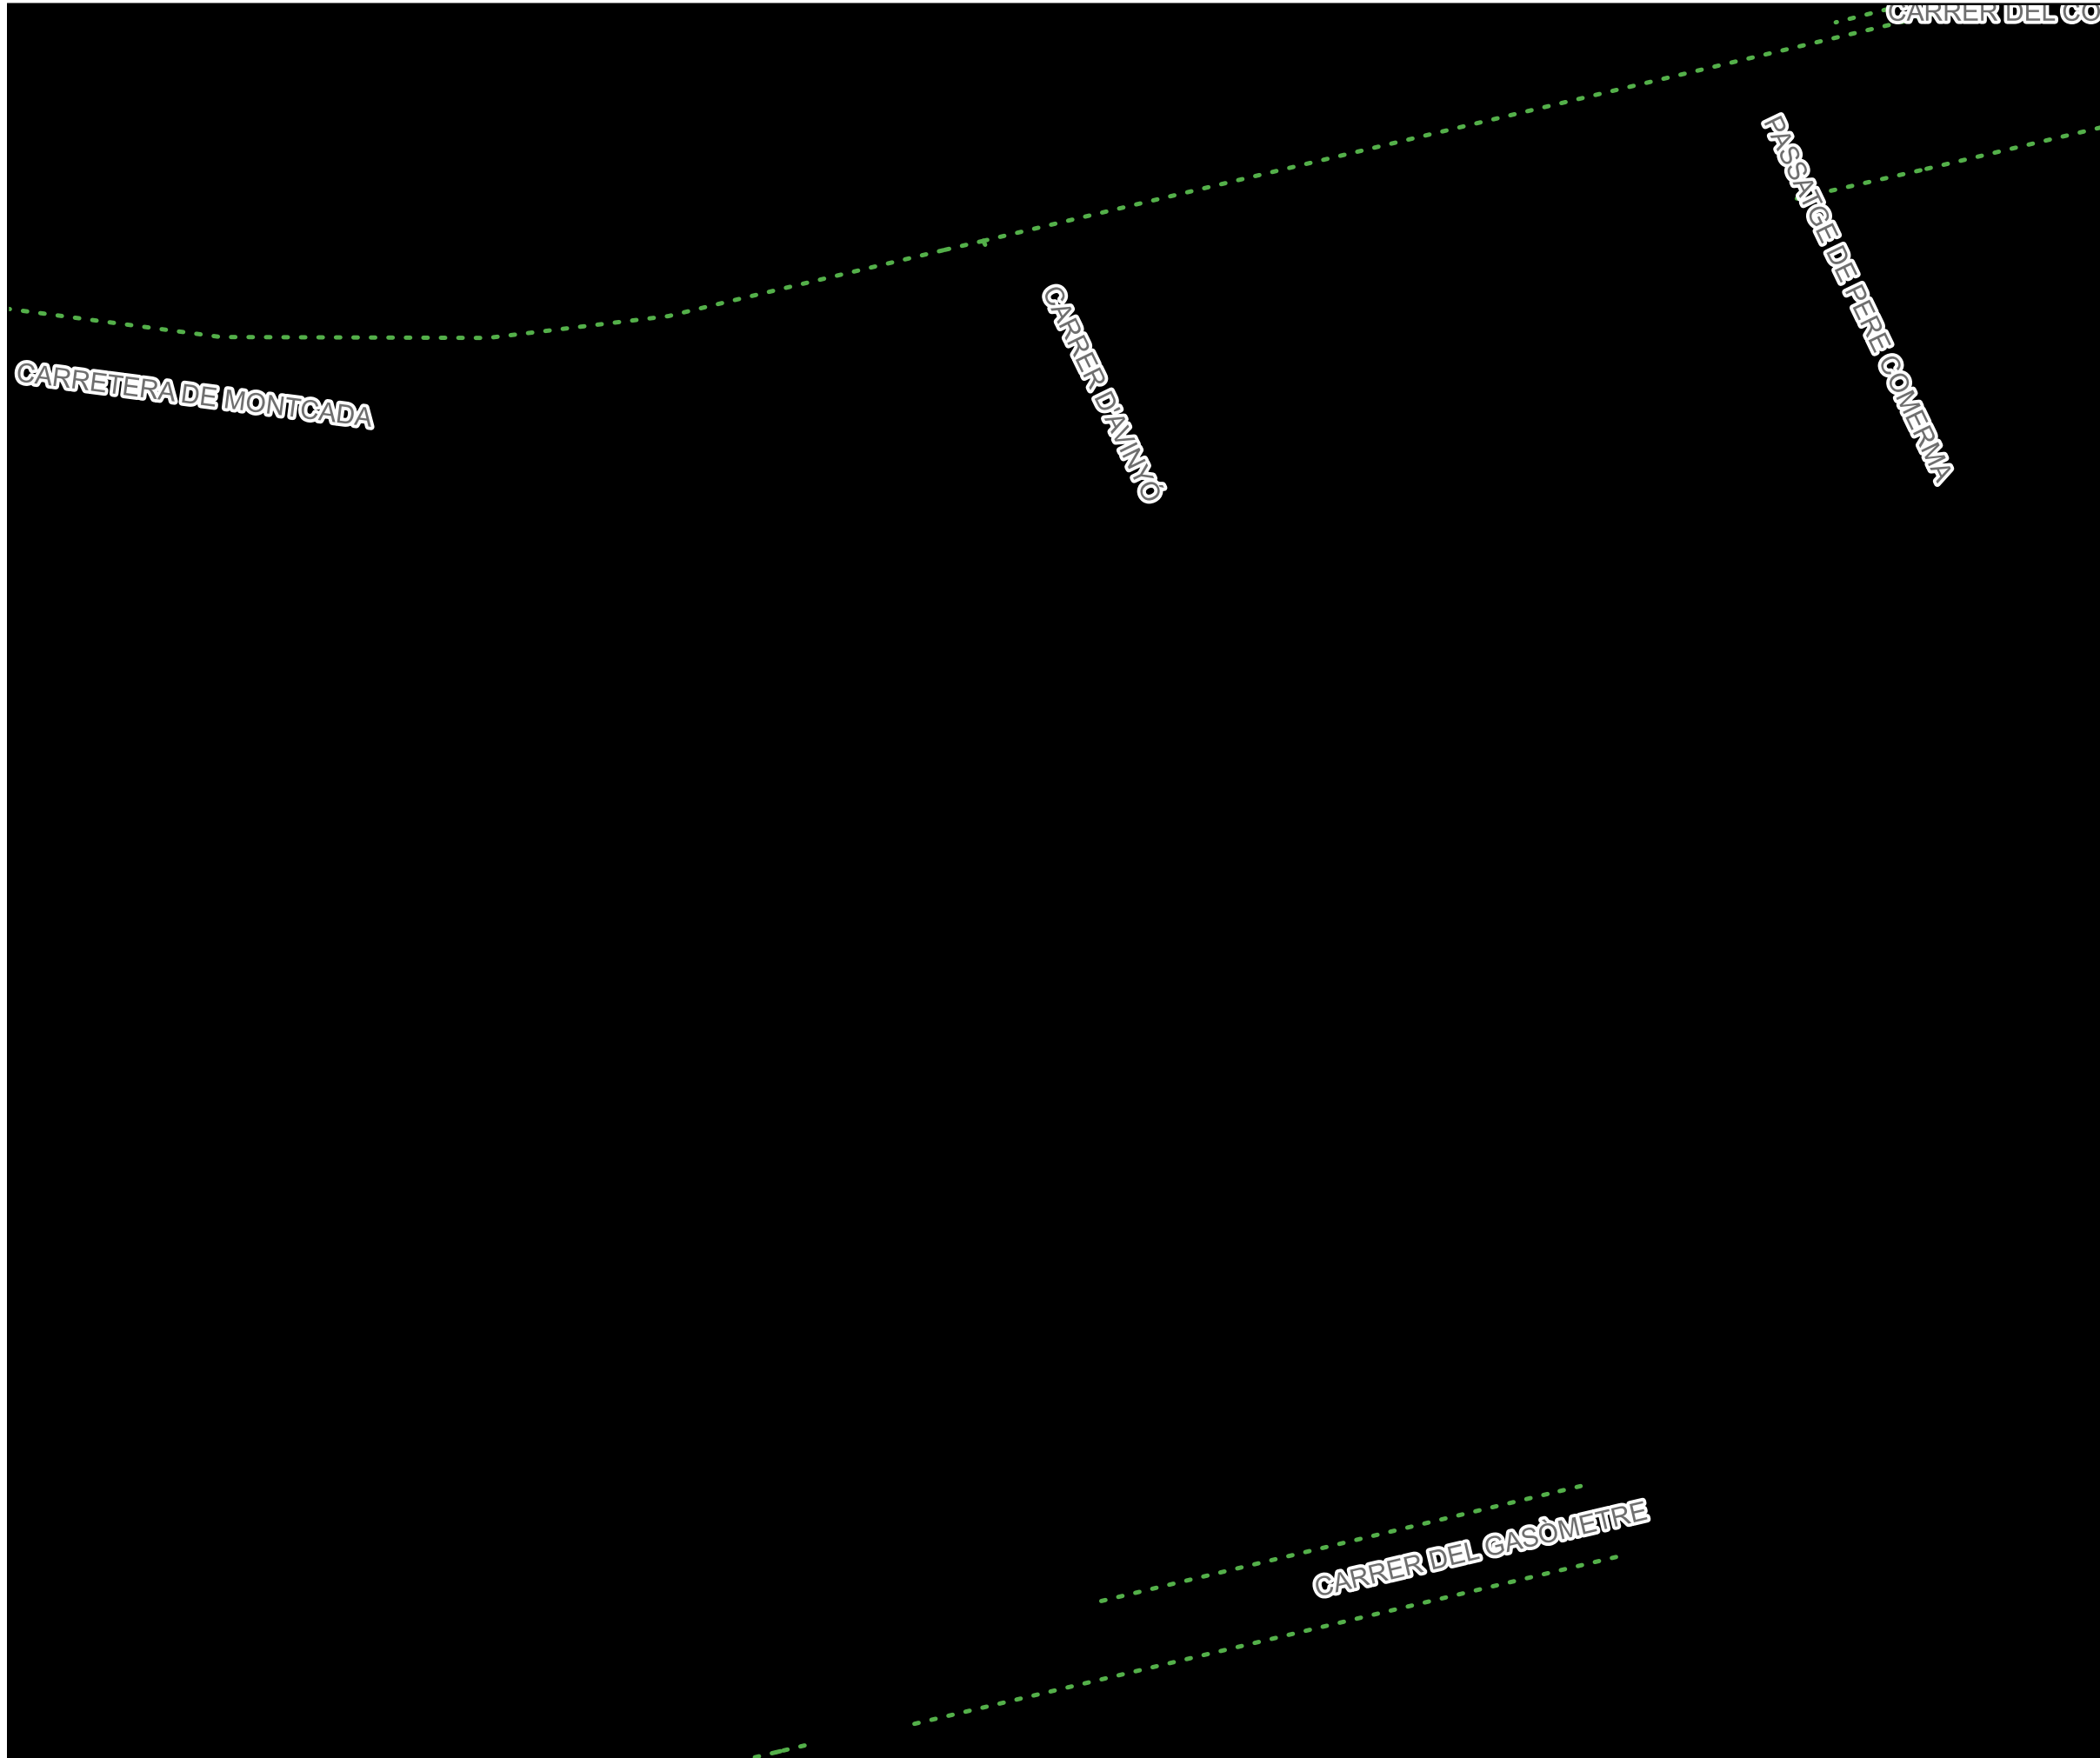 CARRER DEL CO
PASSATGE DE PERE COMERMA
CARRER D'AVINYÓ
CARRETERA DE MONTCADA
CARRER DEL GASÒMETRE